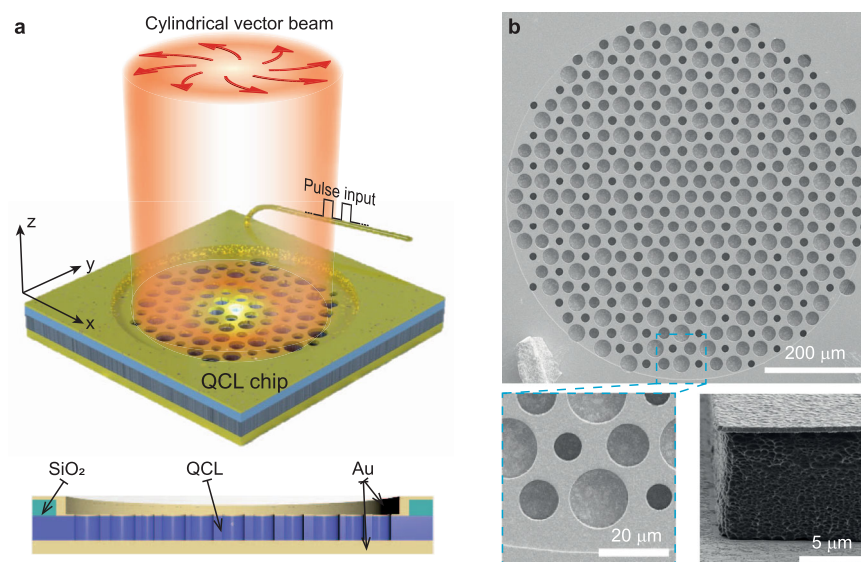 a
Cylindrical vector beam
Pulse input
z
y
x
QCL chip
SiO₂
QCL
Au
b
200 μm
20 μm
5 μm